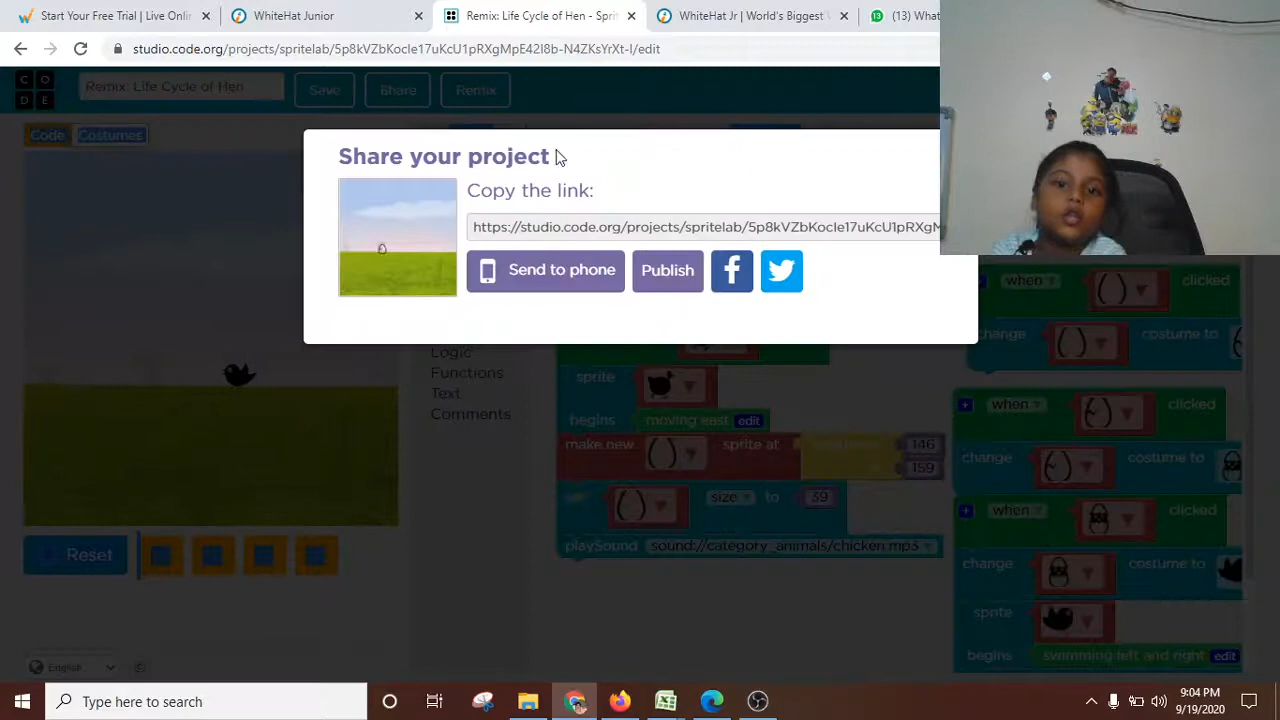 Start Your Free Trial | Live Onlin
WhiteHat Junior
Remix: Life Cycle of Hen - Sprit
WhiteHat Jr | World's Biggest
(13) What
studio.code.org/projects/spritelab/5p8kVZbKocIe17uKcU1pRXgMpE42I8b-N4ZKsYrXt-I/edit
C O
D E
Remix: Life Cycle of Hen
Save
Share
Remix
Code
Costumes
Share your project
Copy the link:
https://studio.code.org/projects/spritelab/5p8kVZbKocIe17uKcU1pRXgM
Send to phone
Publish
Logic
Functions
Text
Comments
sprite
begins moving east edit
make new sprite at
146
159
size to 39
playSound sound://category_animals/chicken.mp3
when clicked
change costume to
when clicked
change costume to
when clicked
change costume to
sprite
begins swimming left and right edit
Reset
English
Type here to search
9:04 PM
9/19/2020